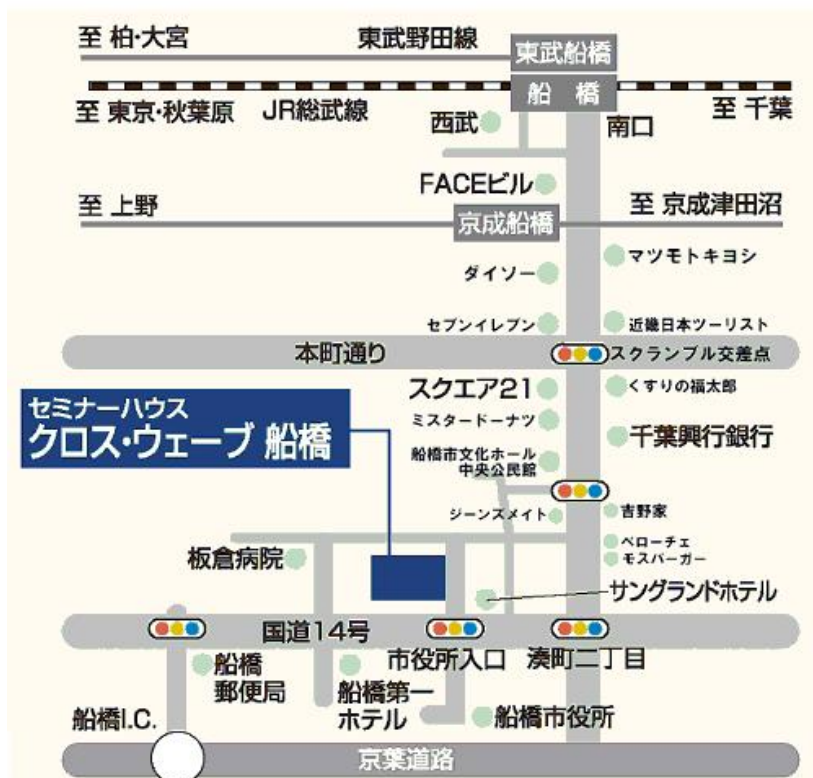 至 柏・大宮
東武野田線
東武船橋
船 橋
至 東京・秋葉原
JR総武線
至 千葉
西武
南口
FACEビル
至 上野
京成船橋
至 京成津田沼
マツモトキヨシ
ダイソー
セブンイレブン
近畿日本ツーリスト
本町通り
スクランブル交差点
スクエア21
くすりの福太郎
セミナーハウス
クロス・ウェーブ 船橋
ミスタードーナツ
千葉興行銀行
船橋市文化ホール
中央公民館
ジーンズメイト
吉野家
ベローチェ
モスバーガー
板倉病院
サングランドホテル
国道14号
市役所入口
湊町二丁目
船橋
郵便局
船橋第一
ホテル
船橋市役所
船橋I.C.
京葉道路